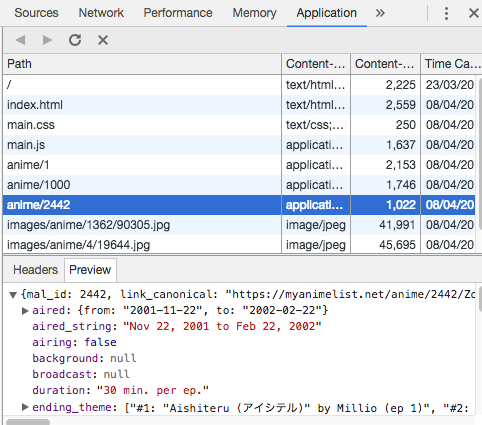 Sources Network Performance Memory Application »
Path Content-... Content-... Time Ca...
/ text/html... 2,225 23/03/20
index.html text/html... 2,559 08/04/20
main.css text/css;... 250 08/04/20
main.js applicati... 1,637 08/04/20
anime/1 applicati... 2,153 08/04/20
anime/1000 applicati... 1,746 08/04/20
anime/2442 applicati... 1,022 08/04/20
images/anime/1362/90305.jpg image/jpeg 41,991 08/04/20
images/anime/4/19644.jpg image/jpeg 45,695 08/04/20
Headers Preview
▼{mal_id: 2442, link_canonical: "https://myanimelist.net/anime/2442/Zo
▶aired: {from: "2001-11-22", to: "2002-02-22"}
aired_string: "Nov 22, 2001 to Feb 22, 2002"
airing: false
background: null
broadcast: null
duration: "30 min. per ep."
▶ending_theme: ["#1: "Aishiteru (アイシテル)" by Millio (ep 1)", "#2: